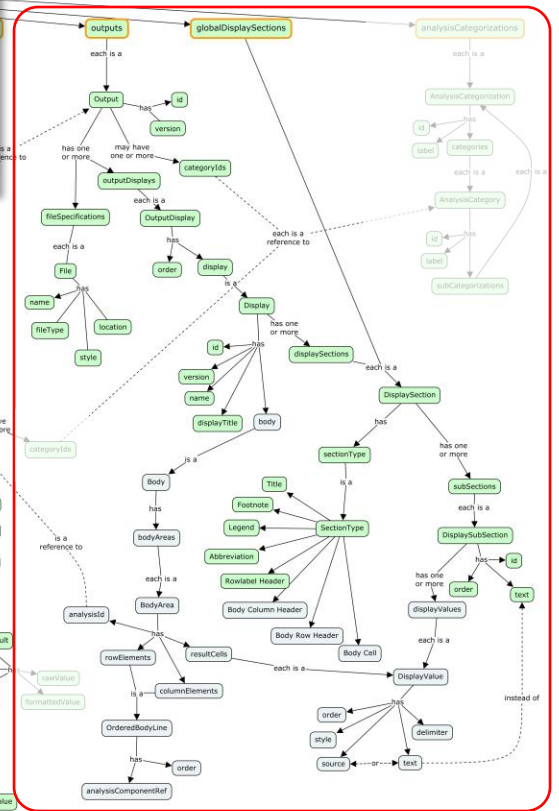 outputs
globalDisplaySections
analysisCategorizations
each is a
each is a
Output
id
has
version
AnalysisCategorization
has
id
label
categories
has one
or more
may have
one or more
categoryIds
outputDisplays
each is a
each is a
each is a
AnalysisCategory
fileSpecifications
OutputDisplay
each is a
reference to
has
has
id
label
each is a
order
display
File
is a
subCategorizations
has
name
Display
fileType
location
has one
or more
style
id
has
displaySections
version
each is a
name
DisplaySection
displayTitle
body
has
has one
or more
categoryIds
is a
sectionType
Body
Title
is a
subSections
has
Footnote
each is a
bodyAreas
Legend
SectionType
DisplaySubSection
is a
reference to
Abbreviation
has
id
each is a
Rowlabel Header
has one
or more
order
text
analysisId
BodyArea
Body Column Header
displayValues
has
Body Row Header
rowElements
resultCells
Body Cell
each is a
each is a
DisplayValue
rawValue
is a
columnElements
formattedValue
has
instead of
OrderedBodyLine
order
delimiter
style
has
order
source
or
text
analysisComponentRef